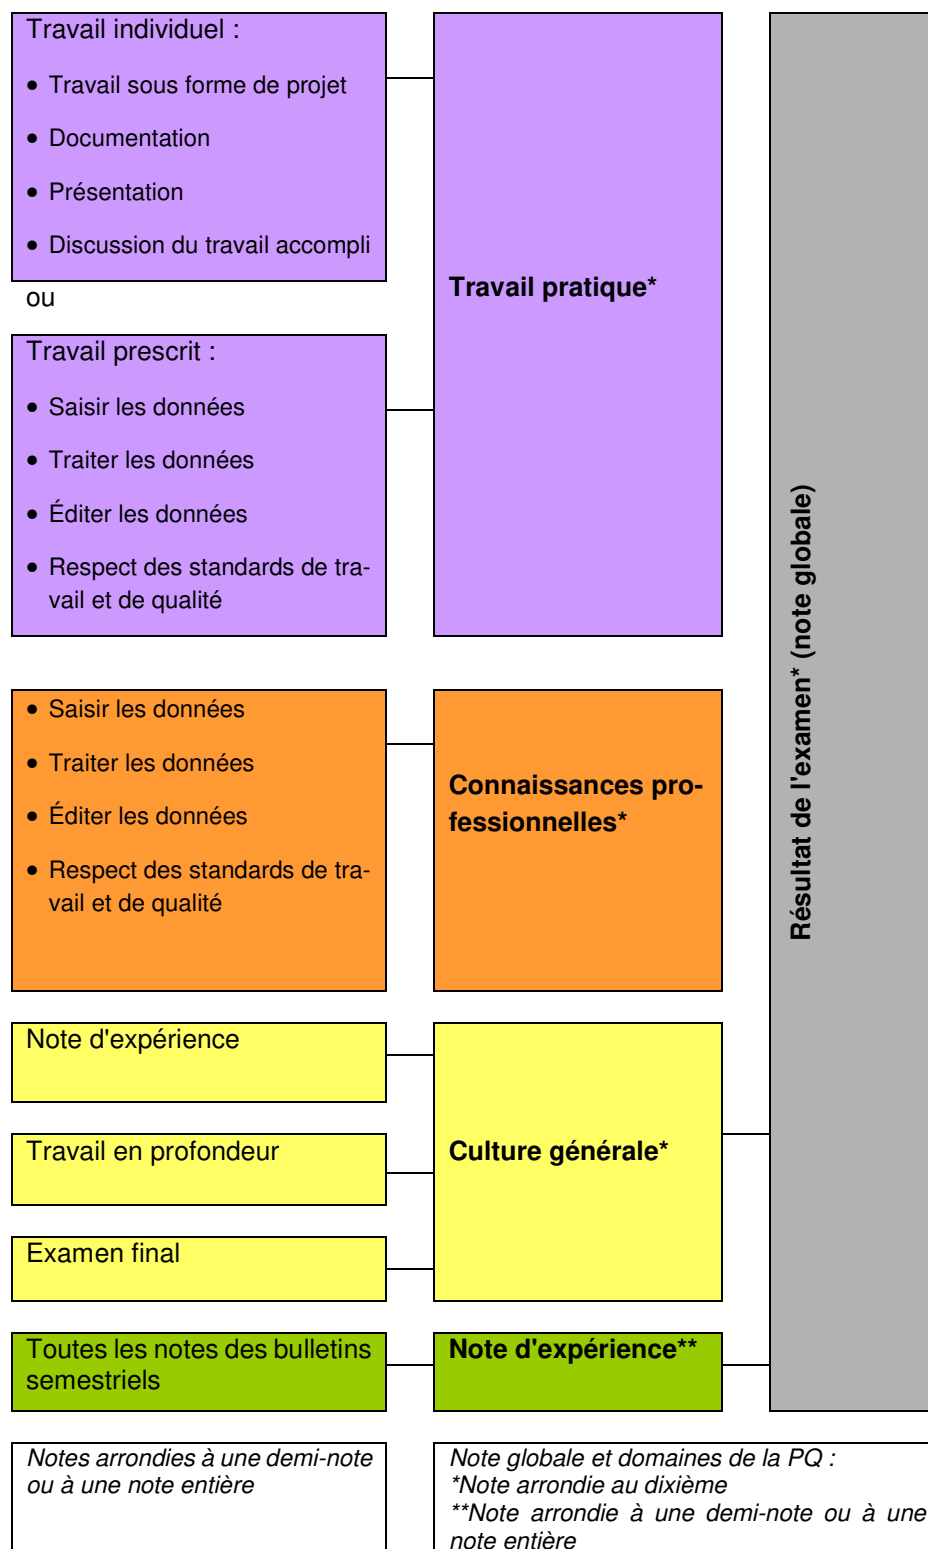 Travail individuel :
• Travail sous forme de projet
• Documentation
• Présentation
• Discussion du travail accompli
ou
Travail prescrit :
• Saisir les données
• Traiter les données
• Éditer les données
• Respect des standards de tra-
vail et de qualité
Travail pratique*
• Saisir les données
• Traiter les données
• Éditer les données
• Respect des standards de tra-
vail et de qualité
Connaissances pro-
fessionnelles*
Note d'expérience
Travail en profondeur
Examen final
Culture générale*
Toutes les notes des bulletins
semestriels
Note d'expérience**
Résultat de l'examen* (note globale)
Notes arrondies à une demi-note
ou à une note entière
Note globale et domaines de la PQ :
*Note arrondie au dixième
**Note arrondie à une demi-note ou à une
note entière